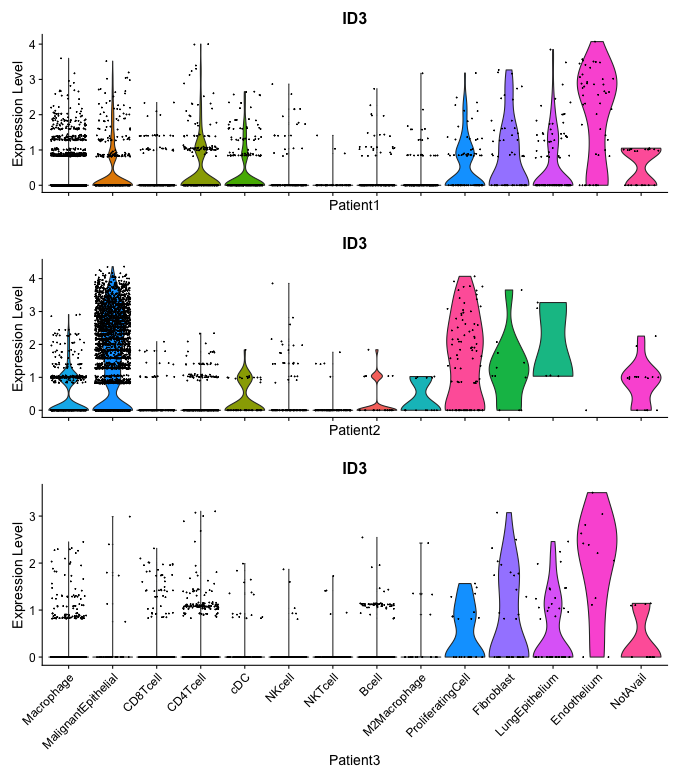 ID3
Expression Level
4
3
2
1
0
Patient1
ID3
Expression Level
4
3
2
1
0
Patient2
ID3
Expression Level
3
2
1
0
Macrophage
MalignantEpithelial
CD8Tcell
CD4Tcell
cDC
NKcell
NKTcell
Bcell
M2Macrophage
ProliferatingCell
Fibroblast
LungEpithelium
Endothelium
NotAvail
Patient3